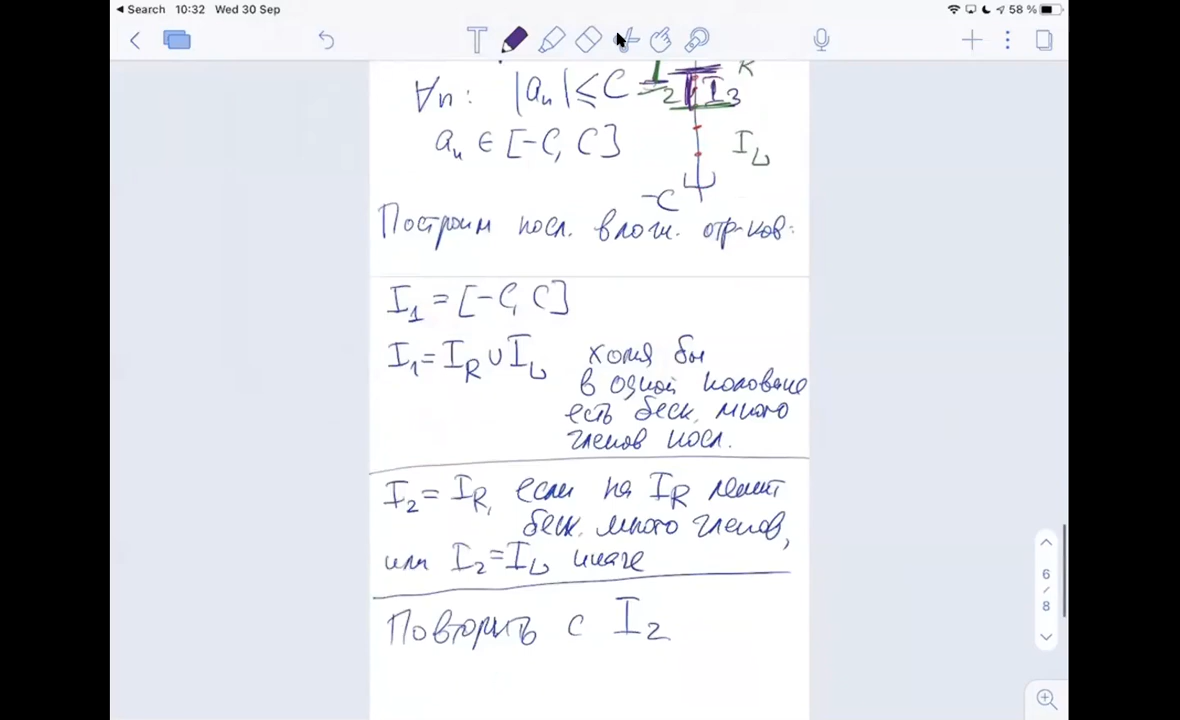 Search 10:32 Wed 30 Sep 58 %
T
∀n: |aₙ| ⩽ C
I₂ I₃ R
aₙ ∈ [-C, C]
I_L
-C
Построим посл. влож. отр-ков:
I₁ = [-C, C]
I₁ = I_R ∪ I_L хотя бы
в одной половине
есть беск. много
членов посл.
I₂ = I_R, если на I_R лежит
беск. много членов,
или I₂ = I_L иначе
Повторить с I₂
6
/
8